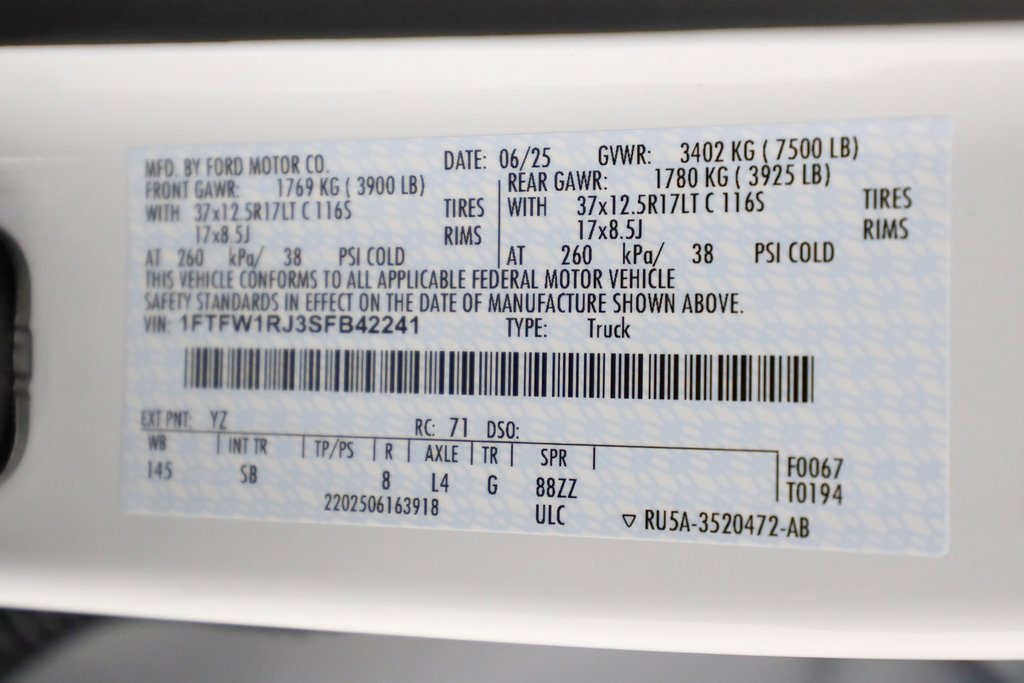 MFD. BY FORD MOTOR CO. DATE: 06/25 GVWR: 3402 KG ( 7500 LB)
FRONT GAWR: 1769 KG ( 3900 LB) REAR GAWR: 1780 KG ( 3925 LB)
WITH 37x12.5R17LT C 116S TIRES WITH 37x12.5R17LT C 116S TIRES
17x8.5J RIMS 17x8.5J RIMS
AT 260 kPa/ 38 PSI COLD AT 260 kPa/ 38 PSI COLD
THIS VEHICLE CONFORMS TO ALL APPLICABLE FEDERAL MOTOR VEHICLE
SAFETY STANDARDS IN EFFECT ON THE DATE OF MANUFACTURE SHOWN ABOVE.
VIN: 1FTFW1RJ3SFB42241 TYPE: Truck
EXT PNT: YZ RC: 71 DSO:
WB INT TR TP/PS R AXLE TR SPR
145 SB 8 L4 G 88ZZ F0067
T0194
2202506163918 ULC ▽ RU5A-3520472-AB